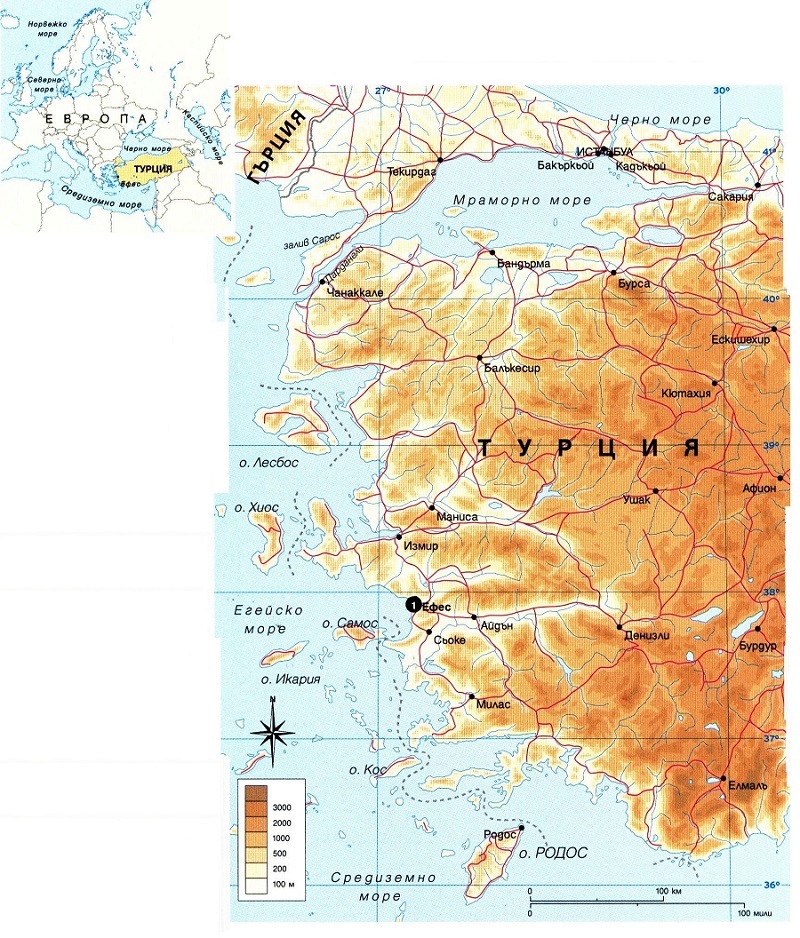 Норвежко
море
Северно
море
ЕВРОПА
Каспийско море
Черно море
ТУРЦИЯ
Ефес
Средиземно море
27°
30°
ГЪРЦИЯ
Черно море
ИСТАНБУЛ
41°
Бакъркьой
Кадъкьой
Текирдаг
Сакария
Мраморно море
залив Сарос
Дарданели
Бандърма
Бурса
Чанаккале
40°
Ескишехир
Балъкесир
Кютахия
39°
ТУРЦИЯ
о. Лесбос
Афион
Ушак
о. Хиос
Маниса
Измир
38°
1
Ефес
Егейско
море
о. Самос
Айдън
Сьоке
Денизли
Бурдур
о. Икария
Милас
N
37°
о. Кос
Елмалъ
3000
2000
1000
500
200
100 м
Родос
о. РОДОС
Средиземно
море
36°
0
100 км
0
100 мили